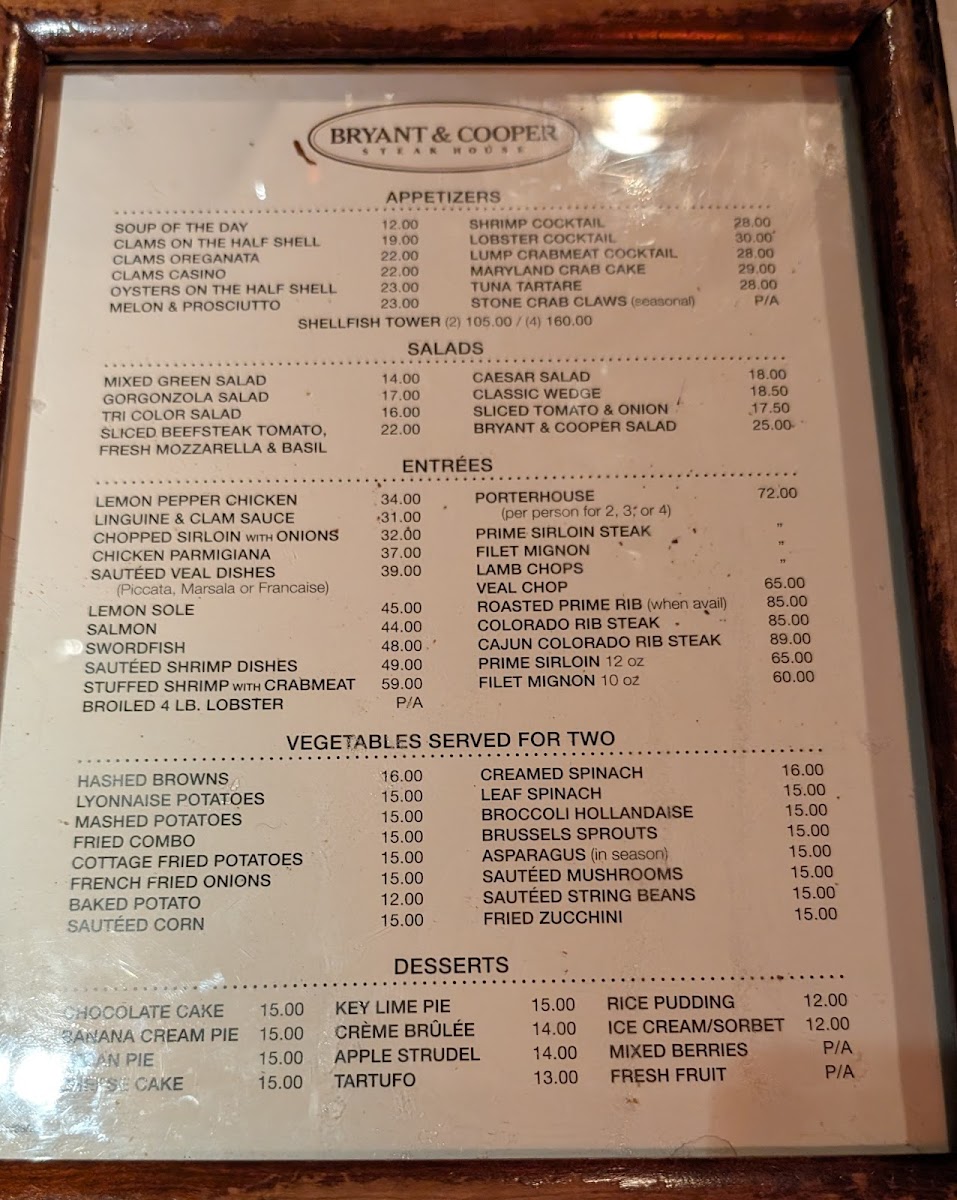 BRYANT & COOPER
STEAK HOUSE
APPETIZERS
SOUP OF THE DAY 12.00
CLAMS ON THE HALF SHELL 19.00
CLAMS OREGANATA 22.00
CLAMS CASINO 22.00
OYSTERS ON THE HALF SHELL 23.00
MELON & PROSCIUTTO 23.00
SHRIMP COCKTAIL 28.00
LOBSTER COCKTAIL 30.00
LUMP CRABMEAT COCKTAIL 28.00
MARYLAND CRAB CAKE 29.00
TUNA TARTARE 28.00
STONE CRAB CLAWS (seasonal) P/A
SHELLFISH TOWER (2) 105.00 / (4) 160.00
SALADS
MIXED GREEN SALAD 14.00
GORGONZOLA SALAD 17.00
TRI COLOR SALAD 16.00
SLICED BEEFSTEAK TOMATO, 22.00
FRESH MOZZARELLA & BASIL
CAESAR SALAD 18.00
CLASSIC WEDGE 18.50
SLICED TOMATO & ONION 17.50
BRYANT & COOPER SALAD 25.00
ENTRÉES
LEMON PEPPER CHICKEN 34.00
LINGUINE & CLAM SAUCE 31.00
CHOPPED SIRLOIN WITH ONIONS 32.00
CHICKEN PARMIGIANA 37.00
SAUTÉED VEAL DISHES 39.00
(Piccata, Marsala or Francaise)
LEMON SOLE 45.00
SALMON 44.00
SWORDFISH 48.00
SAUTÉED SHRIMP DISHES 49.00
STUFFED SHRIMP WITH CRABMEAT 59.00
BROILED 4 LB. LOBSTER P/A
PORTERHOUSE 72.00
(per person for 2, 3, or 4)
PRIME SIRLOIN STEAK "
FILET MIGNON "
LAMB CHOPS "
VEAL CHOP 65.00
ROASTED PRIME RIB (when avail) 85.00
COLORADO RIB STEAK 85.00
CAJUN COLORADO RIB STEAK 89.00
PRIME SIRLOIN 12 oz 65.00
FILET MIGNON 10 oz 60.00
VEGETABLES SERVED FOR TWO
HASHED BROWNS 16.00
LYONNAISE POTATOES 15.00
MASHED POTATOES 15.00
FRIED COMBO 15.00
COTTAGE FRIED POTATOES 15.00
FRENCH FRIED ONIONS 15.00
BAKED POTATO 12.00
SAUTÉED CORN 15.00
CREAMED SPINACH 16.00
LEAF SPINACH 15.00
BROCCOLI HOLLANDAISE 15.00
BRUSSELS SPROUTS 15.00
ASPARAGUS (in season) 15.00
SAUTÉED MUSHROOMS 15.00
SAUTÉED STRING BEANS 15.00
FRIED ZUCCHINI 15.00
DESSERTS
CHOCOLATE CAKE 15.00
BANANA CREAM PIE 15.00
PIE 15.00
CHEESE CAKE 15.00
KEY LIME PIE 15.00
CRÈME BRÛLÉE 14.00
APPLE STRUDEL 14.00
TARTUFO 13.00
RICE PUDDING 12.00
ICE CREAM/SORBET 12.00
MIXED BERRIES P/A
FRESH FRUIT P/A